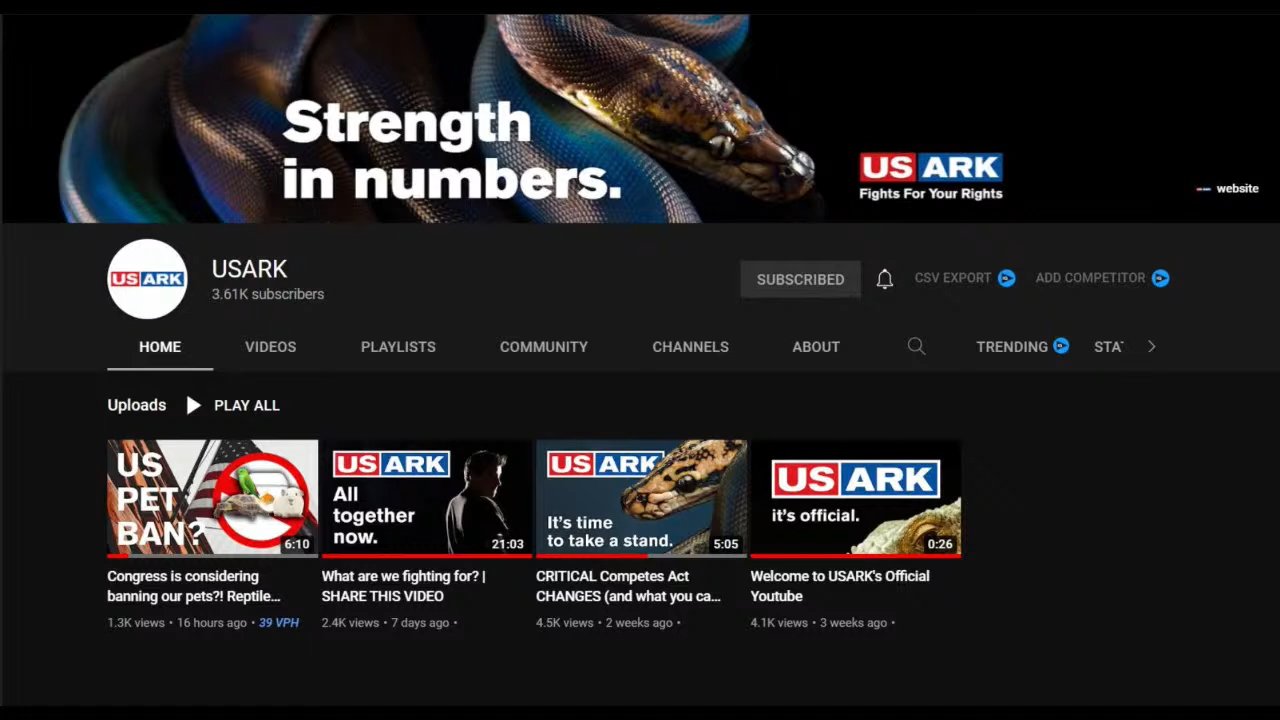 Strength
in numbers.
US ARK
Fights For Your Rights
website
US ARK
USARK
3.61K subscribers
SUBSCRIBED
CSV EXPORT
ADD COMPETITOR
HOME
VIDEOS
PLAYLISTS
COMMUNITY
CHANNELS
ABOUT
TRENDING
STAT
Uploads
PLAY ALL
US
PET
BAN?
6:10
Congress is considering
banning our pets?! Reptile...
1.3K views • 16 hours ago • 39 VPH
US ARK
All
together
now.
21:03
What are we fighting for? |
SHARE THIS VIDEO
2.4K views • 7 days ago •
US ARK
It's time
to take a stand.
5:05
CRITICAL Competes Act
CHANGES (and what you ca...
4.5K views • 2 weeks ago •
US ARK
it's official.
0:26
Welcome to USARK's Official
Youtube
4.1K views • 3 weeks ago •